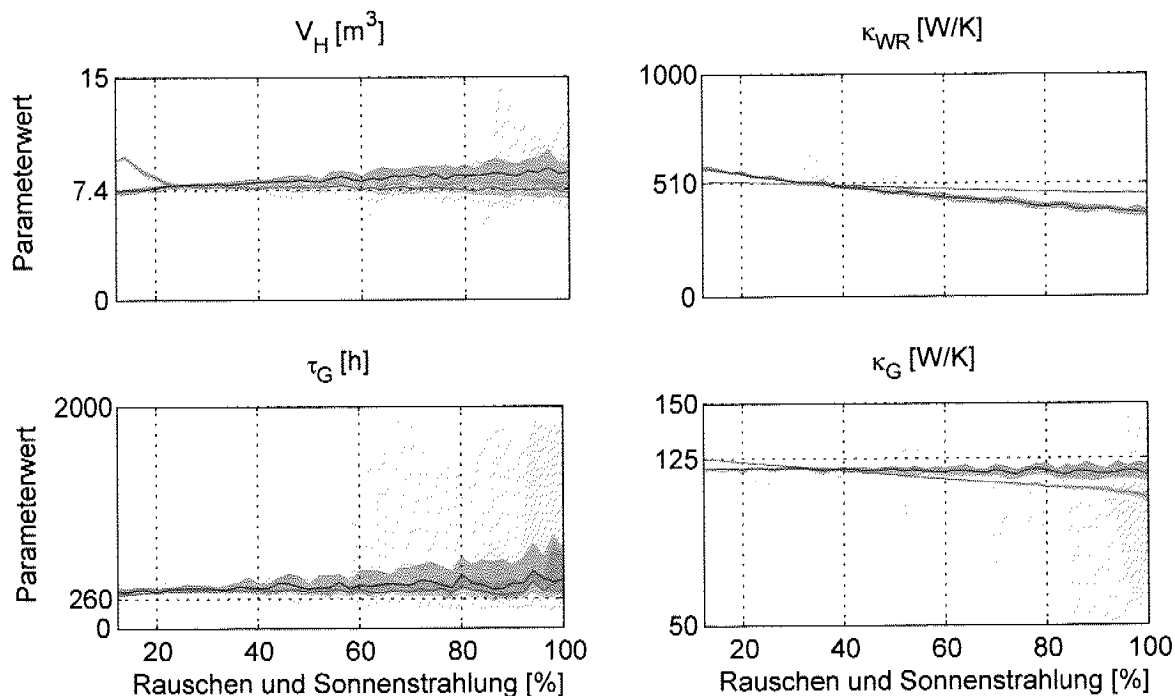 V_H [m^3]
κ_WR [W/K]
Parameterwert
15
7.4
0
1000
510
0
τ_G [h]
κ_G [W/K]
Parameterwert
2000
260
0
20 40 60 80 100
Rauschen und Sonnenstrahlung [%]
150
125
50
20 40 60 80 100
Rauschen und Sonnenstrahlung [%]